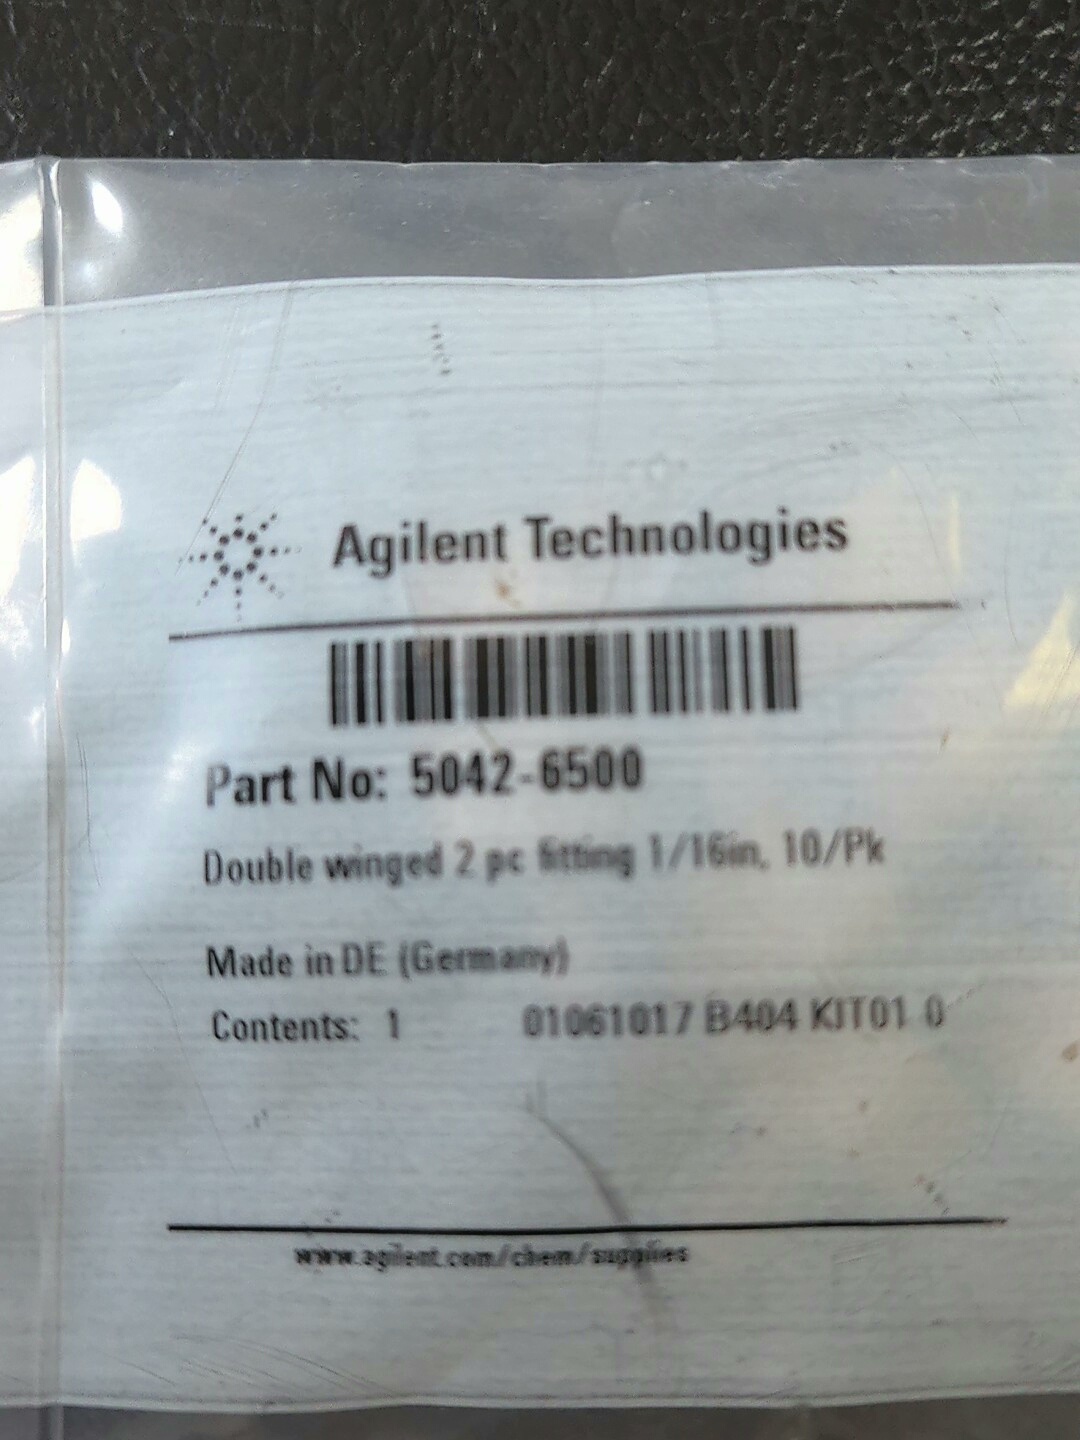 Agilent Technologies
Part No: 5042-6500
Double winged 2 pc fitting 1/16in, 10/Pk
Made in DE (Germany)
Contents: 1 01061017 B404 KIT01 0
www.agilent.com/chem/supplies